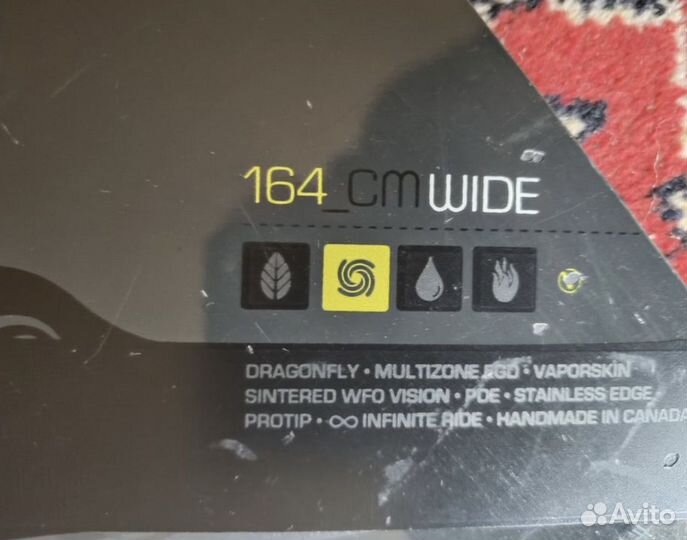 164_CM WIDE
DRAGONFLY • MULTIZONE EGD • VAPORSKIN
SINTERED WFO VISION • PDE • STAINLESS EDGE
PROTIP • ∞ INFINITE RIDE • HANDMADE IN CANADA
Avito